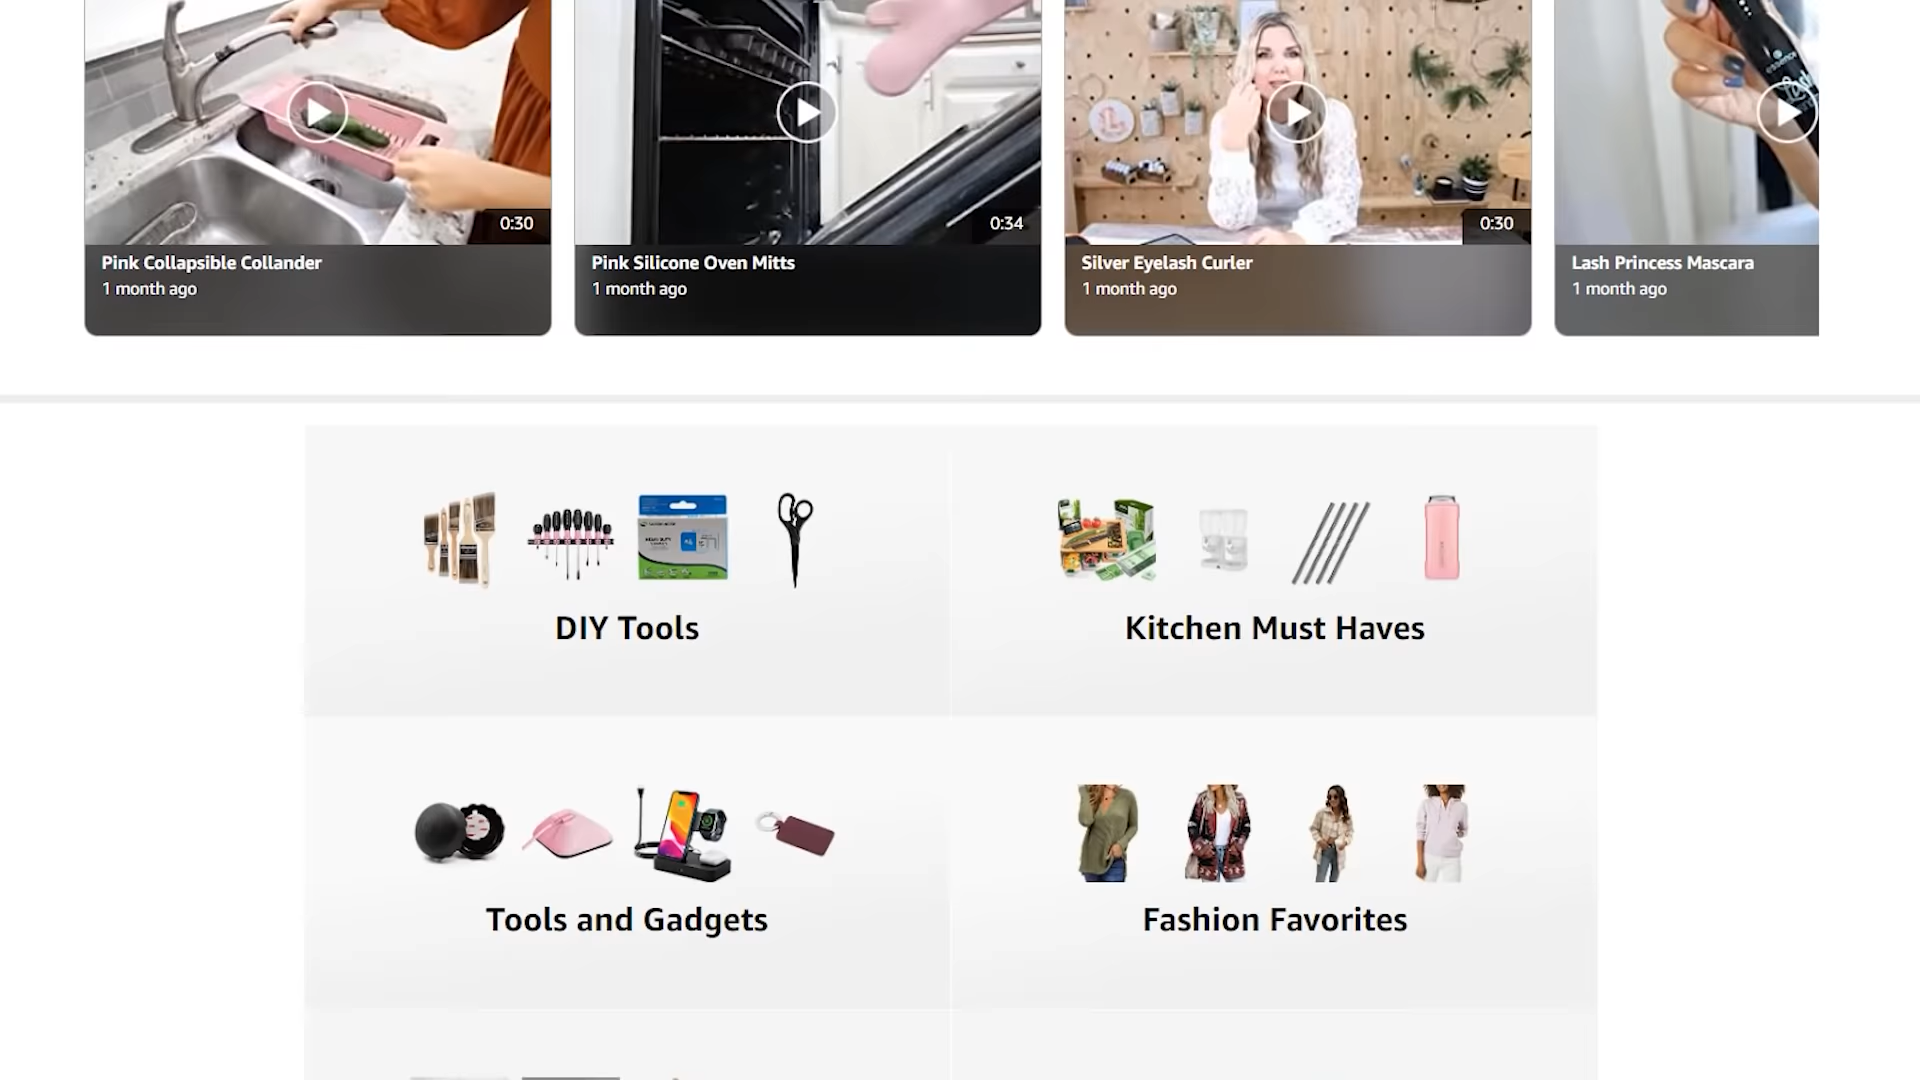 0:30
0:34
0:30
essence
Pink Collapsible Collander
1 month ago
Pink Silicone Oven Mitts
1 month ago
Silver Eyelash Curler
1 month ago
Lash Princess Mascara
1 month ago
DIY Tools
Kitchen Must Haves
Tools and Gadgets
Fashion Favorites